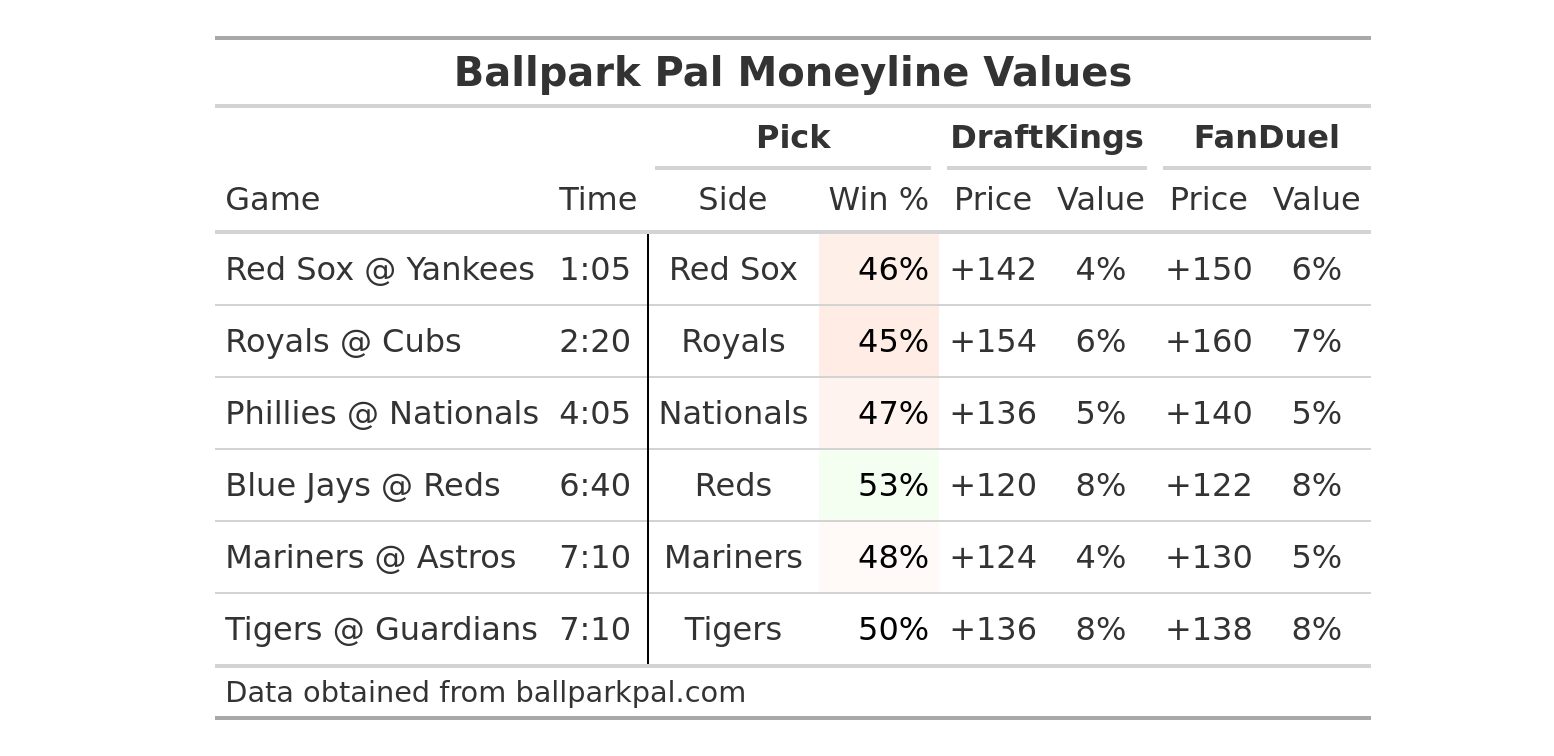 Ballpark Pal Moneyline Values
Pick DraftKings FanDuel
Game Time Side Win % Price Value Price Value
Red Sox @ Yankees 1:05 Red Sox 46% +142 4% +150 6%
Royals @ Cubs 2:20 Royals 45% +154 6% +160 7%
Phillies @ Nationals 4:05 Nationals 47% +136 5% +140 5%
Blue Jays @ Reds 6:40 Reds 53% +120 8% +122 8%
Mariners @ Astros 7:10 Mariners 48% +124 4% +130 5%
Tigers @ Guardians 7:10 Tigers 50% +136 8% +138 8%
Data obtained from ballparkpal.com